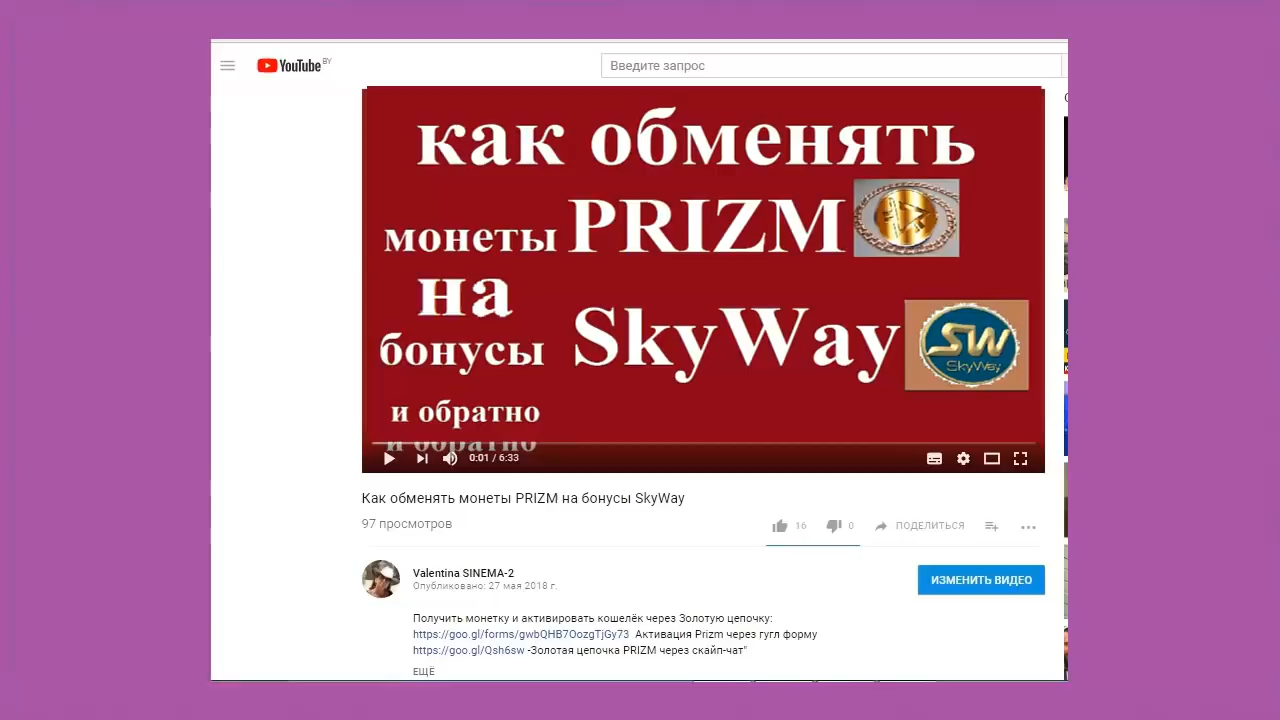 YouTube BY
Введите запрос
как обменять
монеты PRIZM
на
бонусы SkyWay
SW
SkyWay
и обратно
и обратно
0:01 / 6:33
Как обменять монеты PRIZM на бонусы SkyWay
97 просмотров
16
0
ПОДЕЛИТЬСЯ
Valentina SINEMA-2
Опубликовано: 27 мая 2018 г.
ИЗМЕНИТЬ ВИДЕО
Получить монетку и активировать кошелёк через Золотую цепочку:
https://goo.gl/forms/gwbQHB7OozgTjGy73 Активация Prizm через гугл форму
https://goo.gl/Qsh6sw -Золотая цепочка PRIZM через скайп-чат"
ЕЩЁ